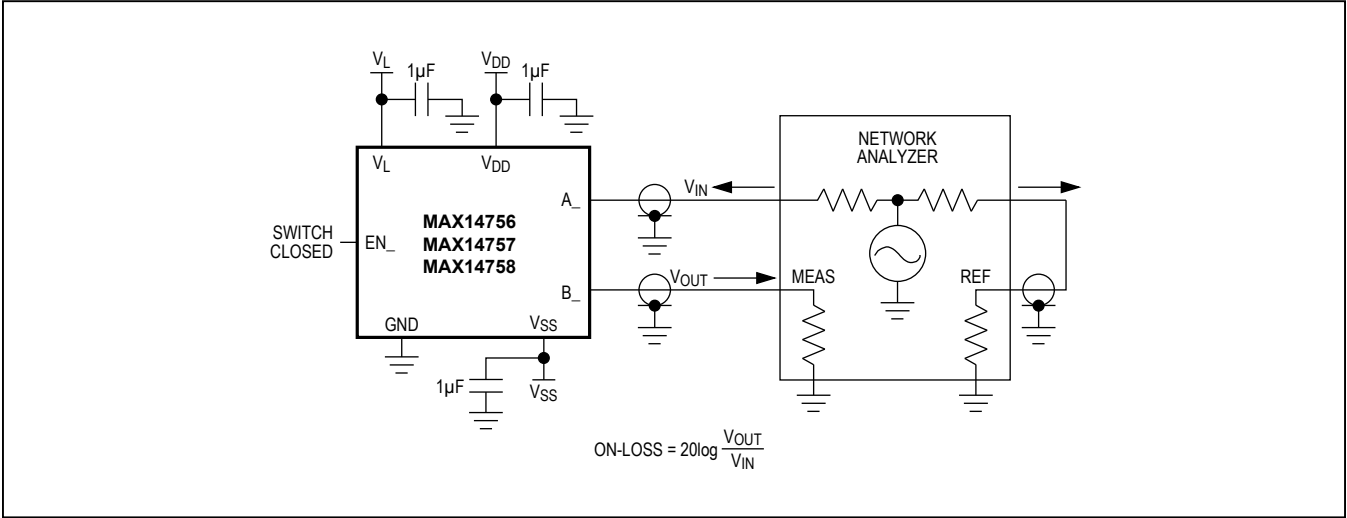 VL
1µF
VDD
1µF
VL
VDD
NETWORK
ANALYZER
A_
VIN
MAX14756
MAX14757
MAX14758
SWITCH
CLOSED
EN_
B_
VOUT
MEAS
REF
GND
VSS
1µF
VSS
ON-LOSS = 20log VOUT/VIN